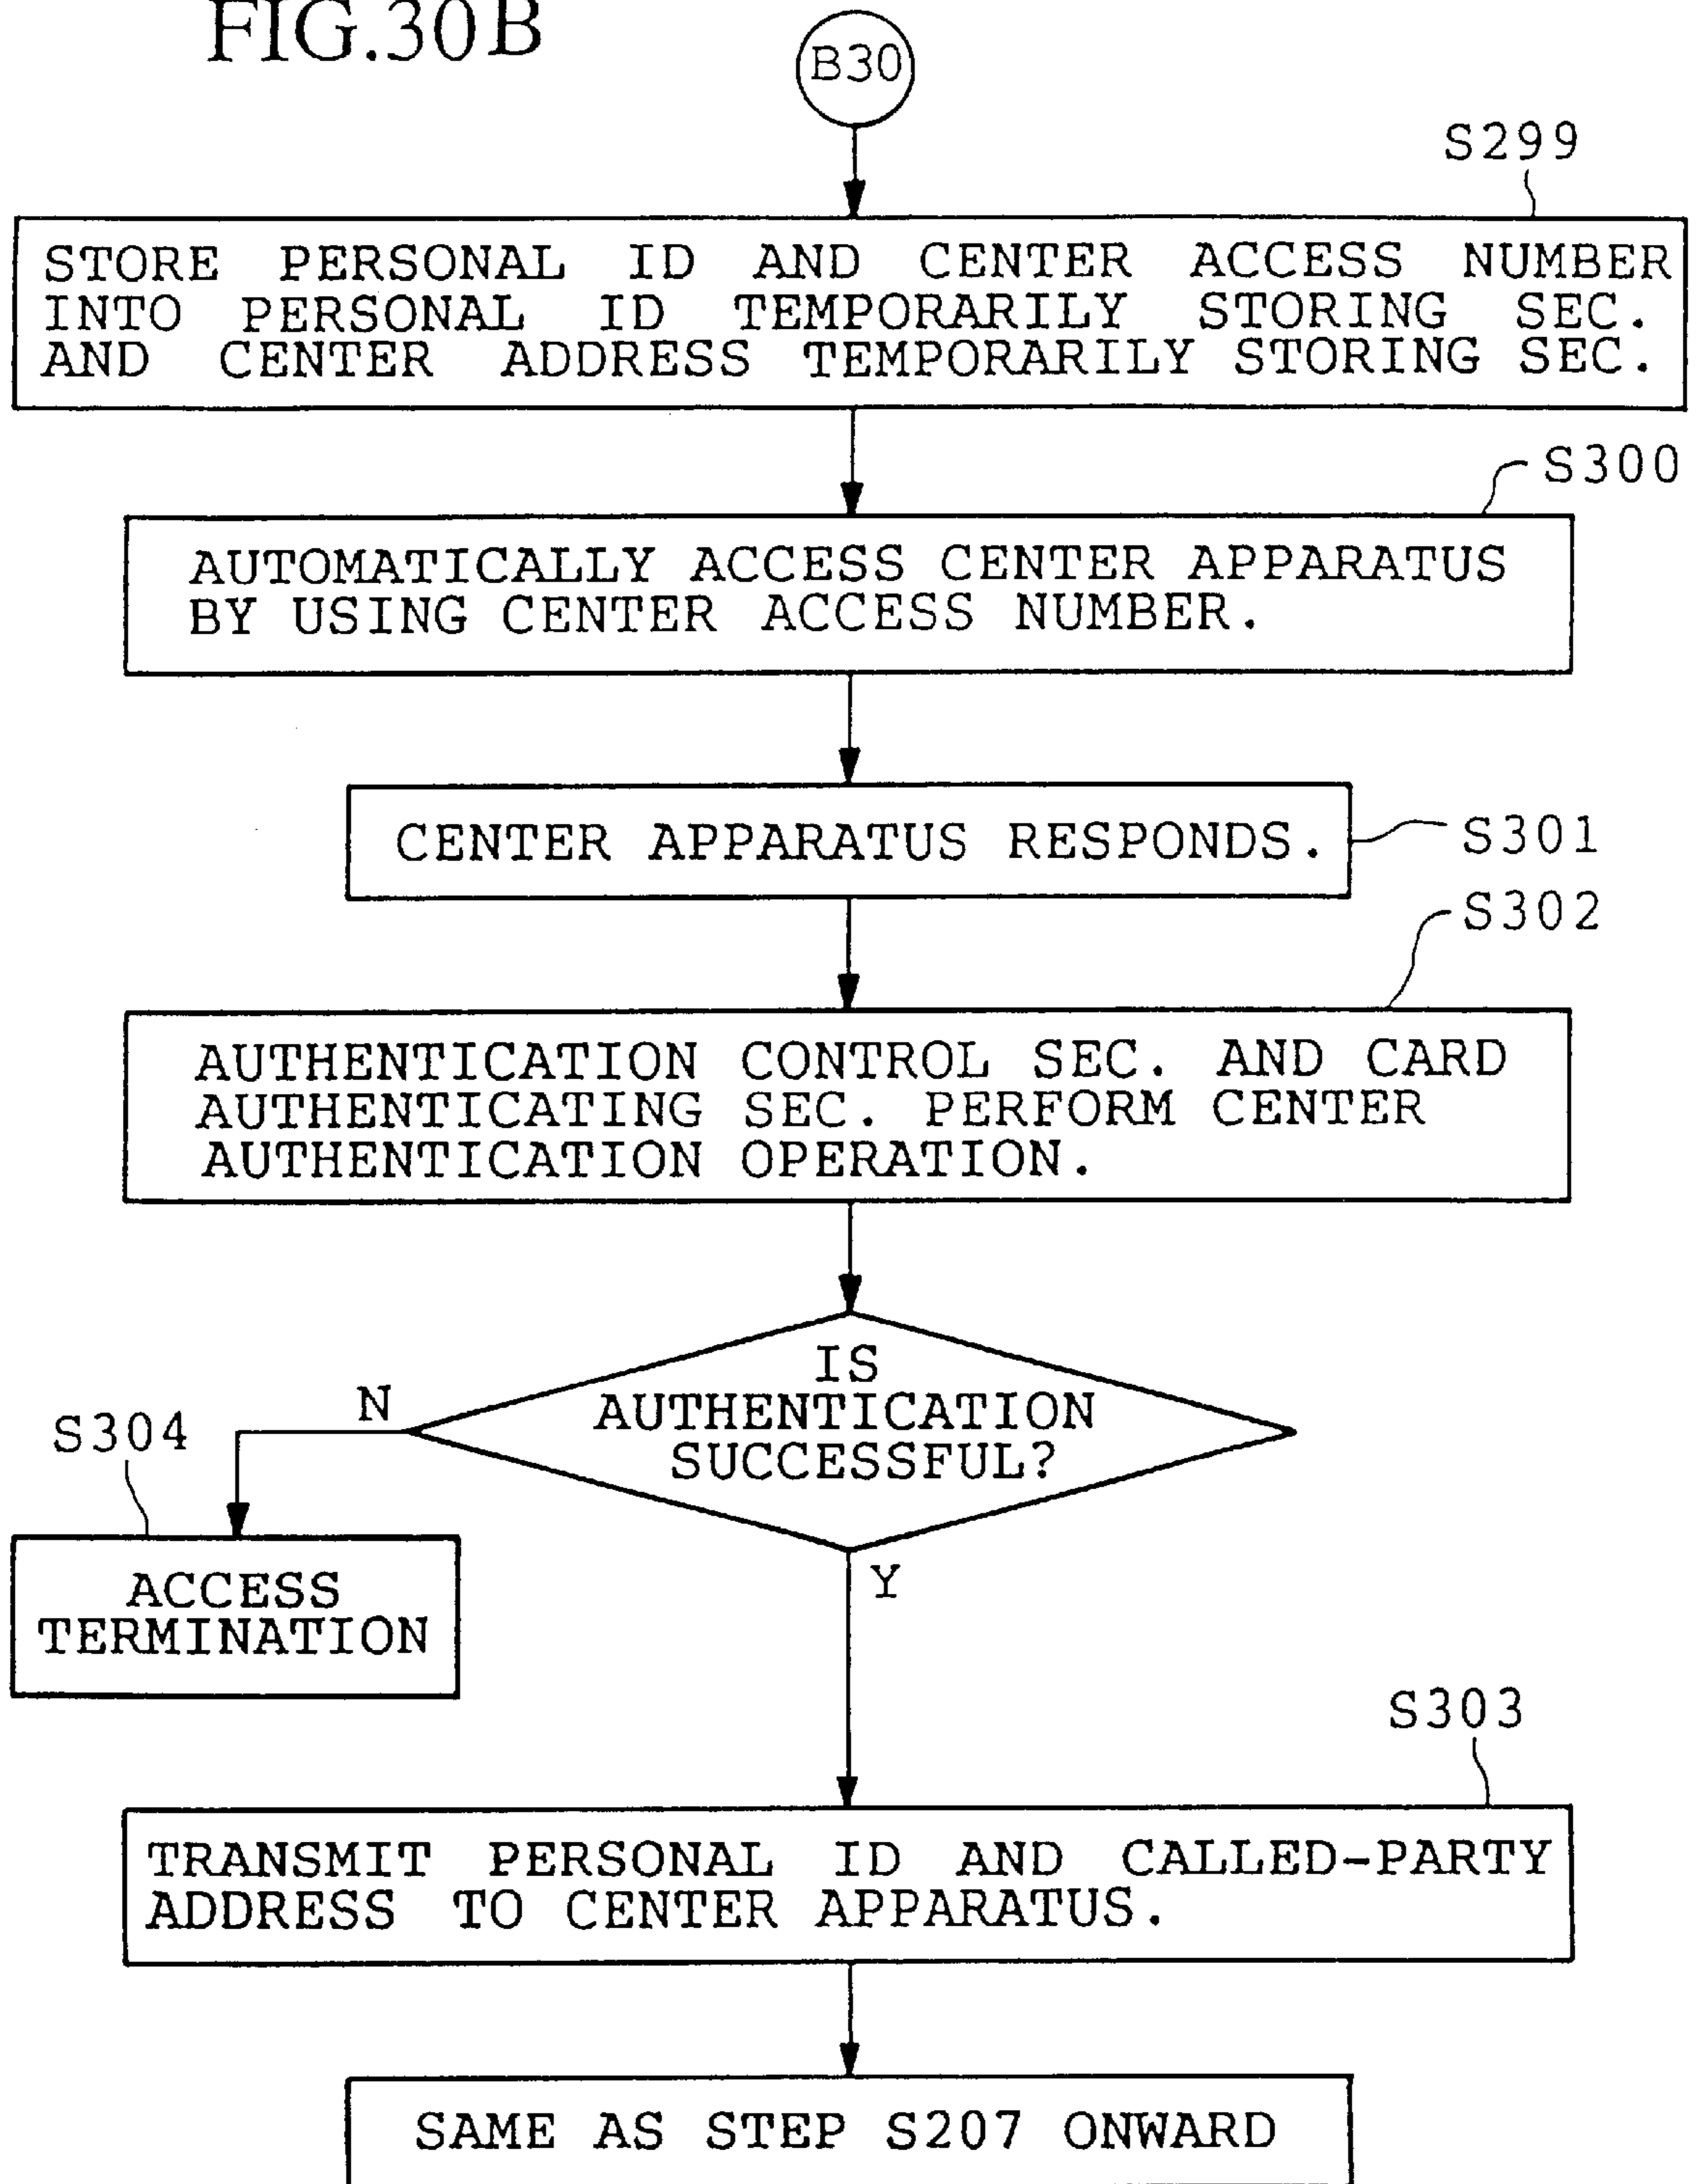 FIG.30B
B30
S299
STORE PERSONAL ID AND CENTER ACCESS NUMBER
INTO PERSONAL ID TEMPORARILY STORING SEC.
AND CENTER ADDRESS TEMPORARILY STORING SEC.
S300
AUTOMATICALLY ACCESS CENTER APPARATUS
BY USING CENTER ACCESS NUMBER.
CENTER APPARATUS RESPONDS.
S301
S302
AUTHENTICATION CONTROL SEC. AND CARD
AUTHENTICATING SEC. PERFORM CENTER
AUTHENTICATION OPERATION.
IS
AUTHENTICATION
SUCCESSFUL?
N
S304
ACCESS
TERMINATION
Y
S303
TRANSMIT PERSONAL ID AND CALLED-PARTY
ADDRESS TO CENTER APPARATUS.
SAME AS STEP S207 ONWARD